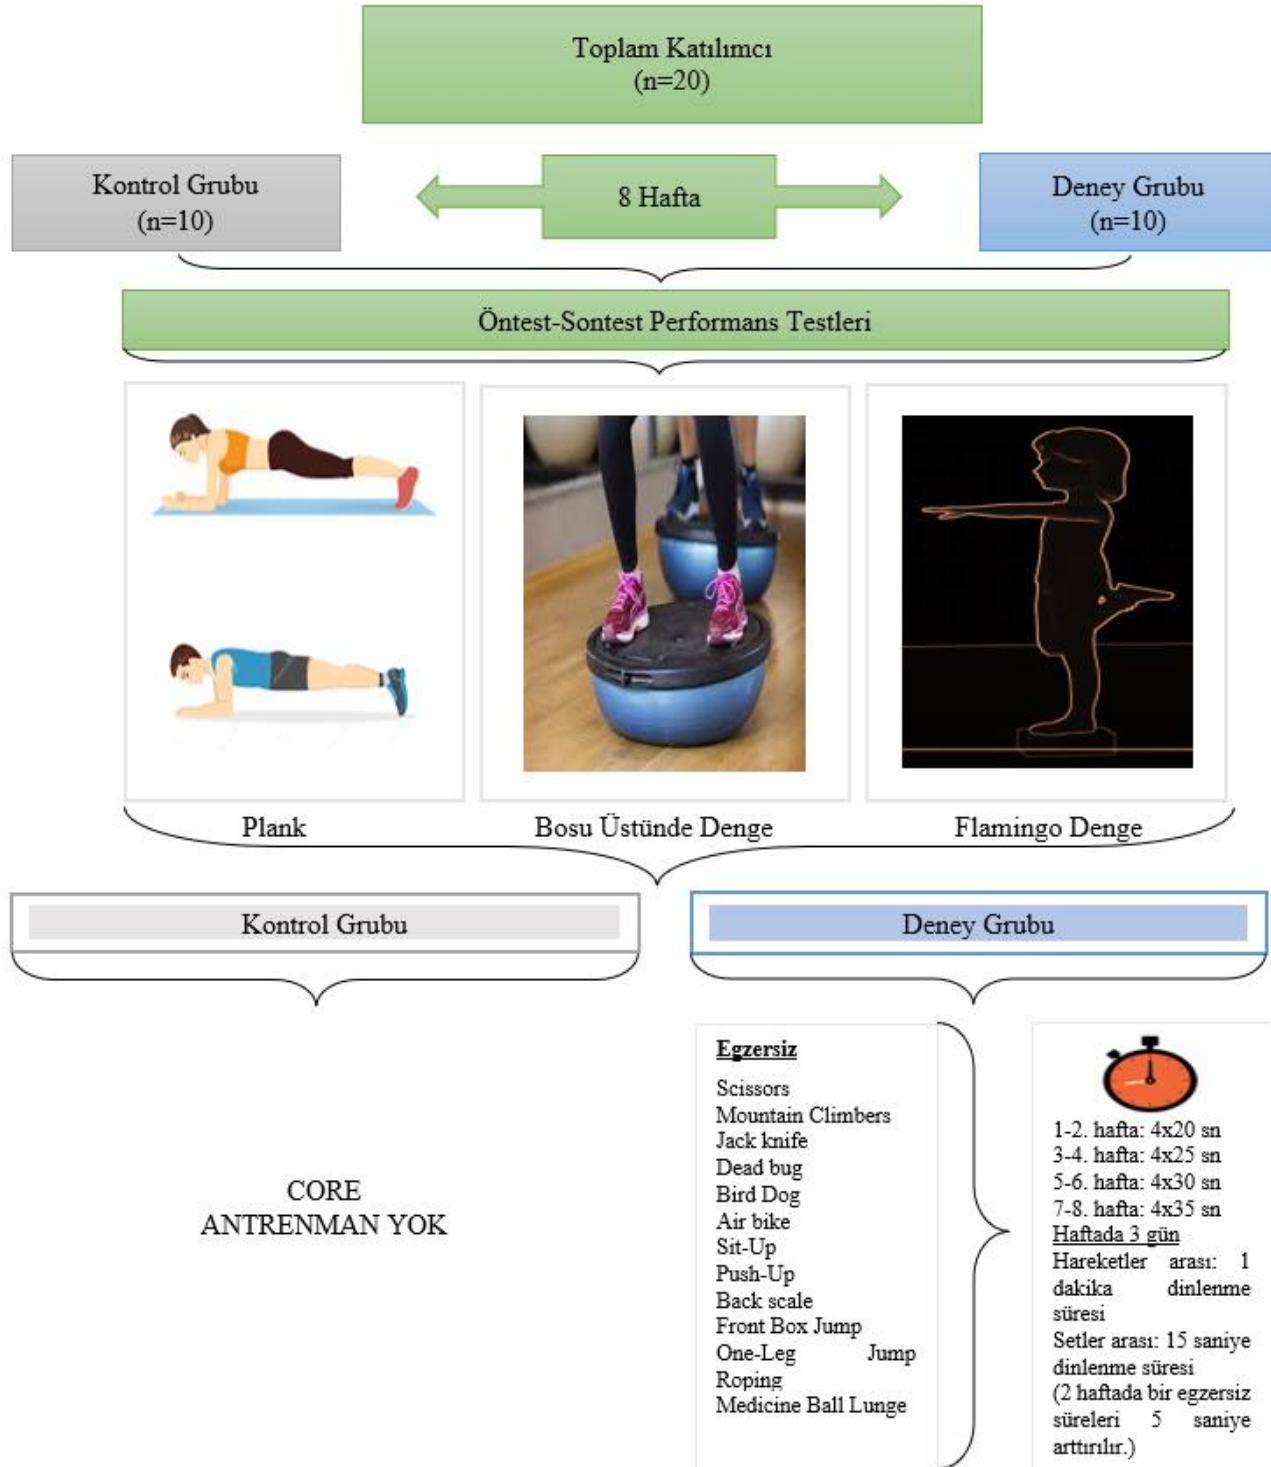 Toplam Katılımcı
(n=20)
Kontrol Grubu
(n=10)
8 Hafta
Deney Grubu
(n=10)
Öntest-Sontest Performans Testleri
Plank
Bosu Üstünde Denge
Flamingo Denge
Kontrol Grubu
Deney Grubu
CORE
ANTRENMAN YOK
Egzersiz
Scissors
Mountain Climbers
Jack knife
Dead bug
Bird Dog
Air bike
Sit-Up
Push-Up
Back scale
Front Box Jump
One-Leg Jump
Roping
Medicine Ball Lunge
1-2. hafta: 4x20 sn
3-4. hafta: 4x25 sn
5-6. hafta: 4x30 sn
7-8. hafta: 4x35 sn
Haftada 3 gün
Hareketler arası: 1
dakika dinlenme
süresi
Setler arası: 15 saniye
dinlenme süresi
(2 haftada bir egzersiz
süreleri 5 saniye
arttırılır.)